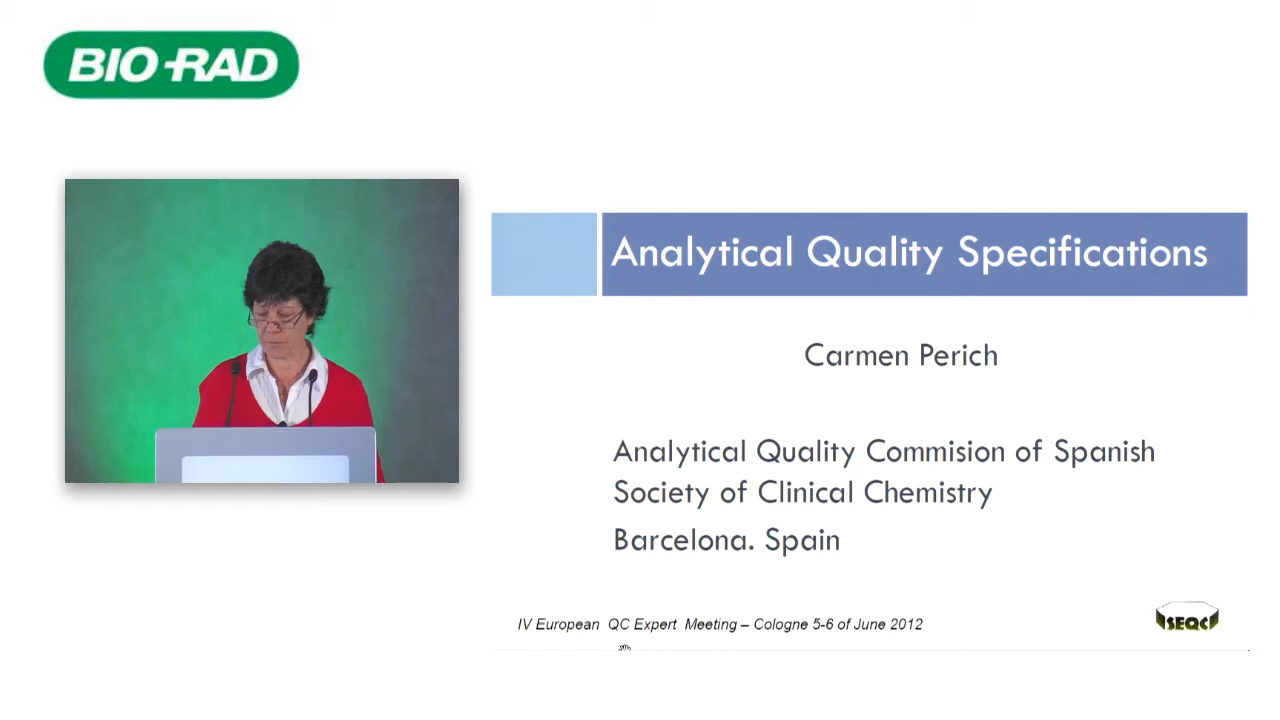 BIO-RAD
Analytical Quality Specifications
Carmen Perich
Analytical Quality Commision of Spanish
Society of Clinical Chemistry
Barcelona. Spain
IV European QC Expert Meeting – Cologne 5-6 of June 2012
SEQC